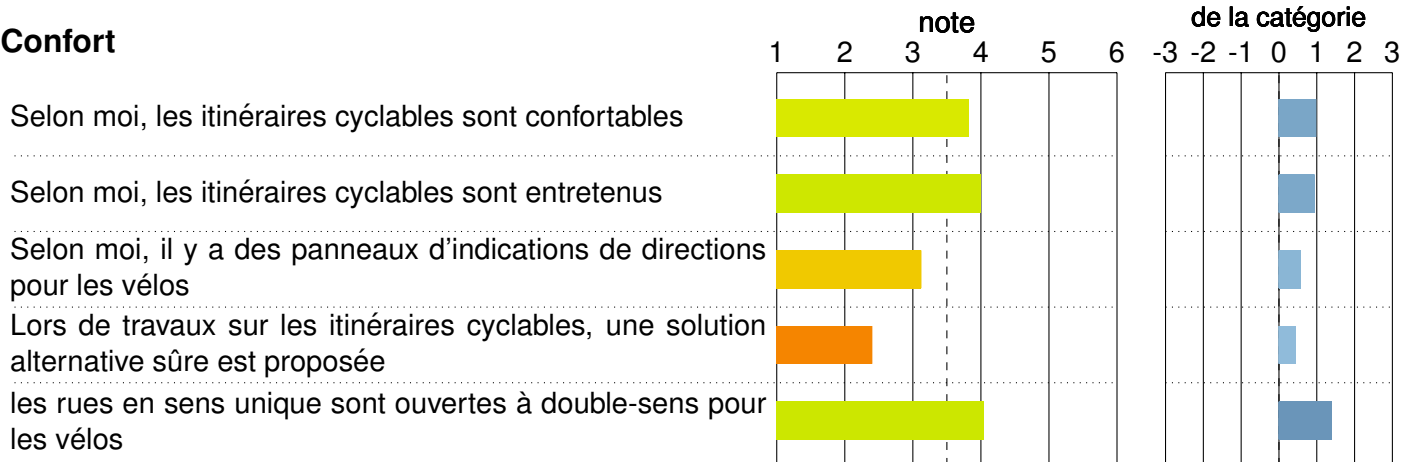 note
de la catégorie
Confort
1 2 3 4 5 6
-3 -2 -1 0 1 2 3
Selon moi, les itinéraires cyclables sont confortables
Selon moi, les itinéraires cyclables sont entretenus
Selon moi, il y a des panneaux d'indications de directions
pour les vélos
Lors de travaux sur les itinéraires cyclables, une solution
alternative sûre est proposée
les rues en sens unique sont ouvertes à double-sens pour
les vélos